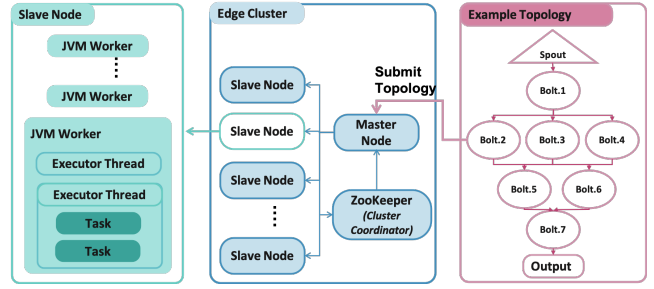 Slave Node
JVM Worker
JVM Worker
JVM Worker
Executor Thread
Executor Thread
Task
Task
Edge Cluster
Slave Node
Slave Node
Slave Node
Slave Node
Master
Node
ZooKeeper
(Cluster
Coordinator)
Submit
Topology
Example Topology
Spout
Bolt.1
Bolt.2
Bolt.3
Bolt.4
Bolt.5
Bolt.6
Bolt.7
Output